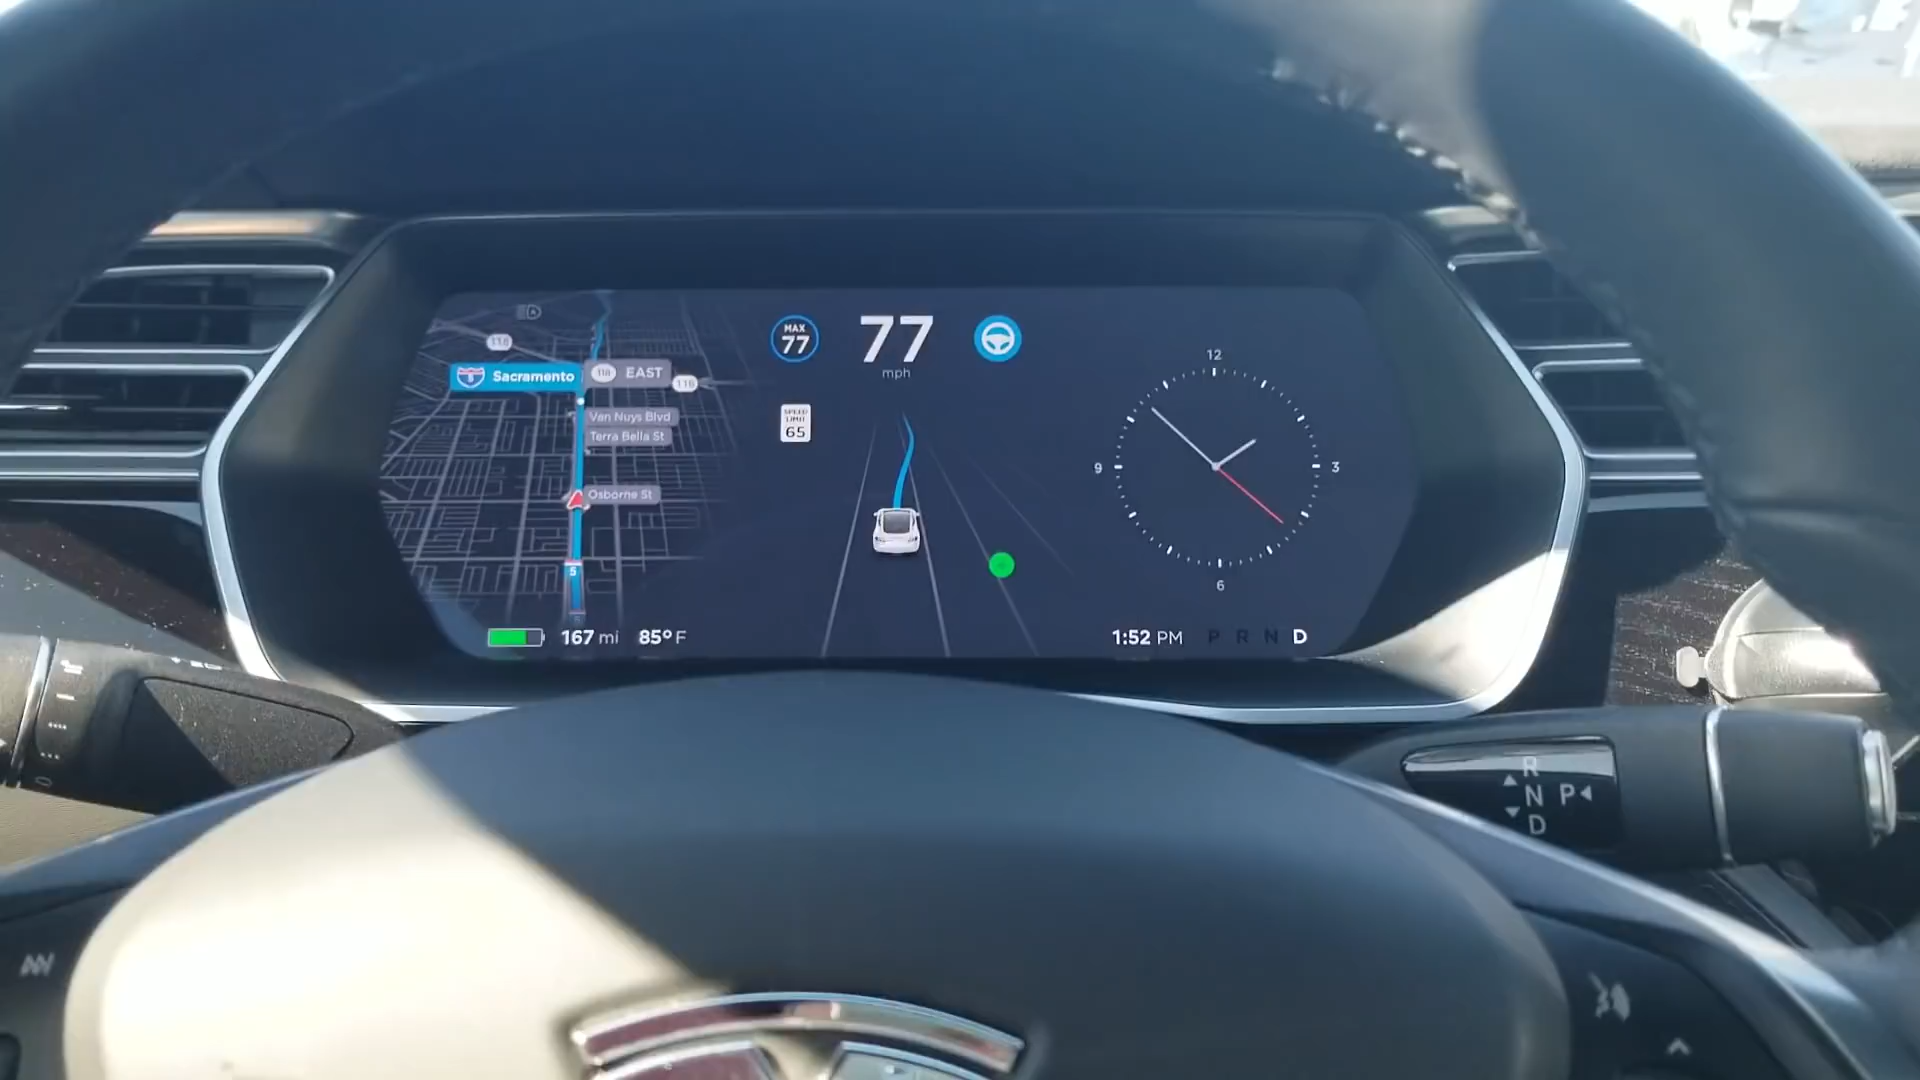 118
5 Sacramento
118 EAST
118
Van Nuys Blvd
Terra Bella St
Osborne St
5
MAX
77
77
mph
SPEED
LIMIT
65
12
3
6
9
167 mi
85°F
1:52 PM
P R N D
R
N P
D